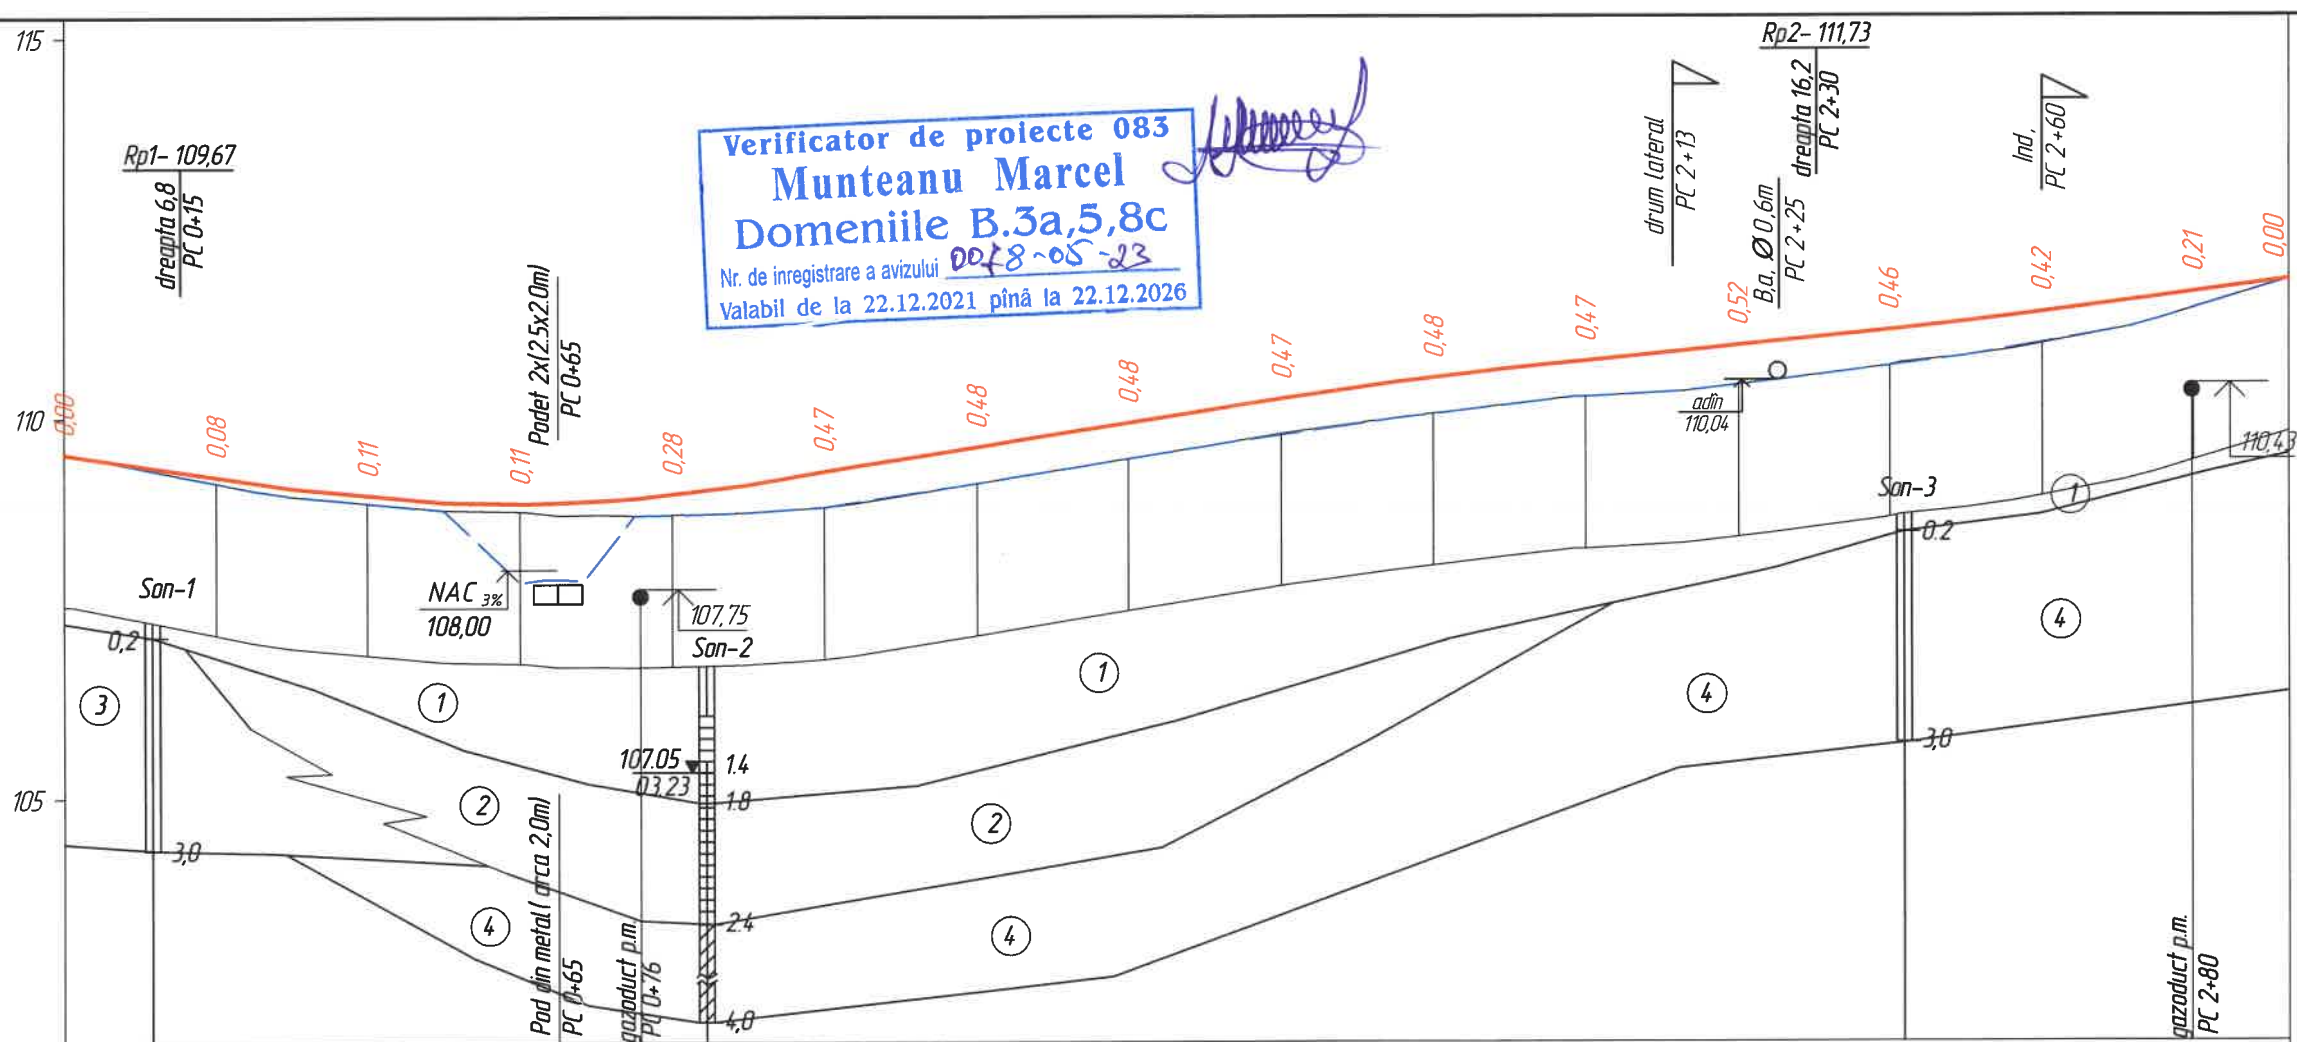 115
110
105
Rp1- 109,67
dreapta 6,8
PC 0+15
Verificator de proiecte 083
Munteanu Marcel
Domeniile B.3a,5,8c
Nr. de inregistrare a avizului 0078-05-23
Valabil de la 22.12.2021 pînă la 22.12.2026
Rp2- 111,73
dreapta 16,2
PC 2+30
drum lateral
PC 2+13
B.a. Ø 0,6m
PC 2+25
Ind.
PC 2+60
Podet 2x(2.5x2.0m)
PC 0+65
0,00
0,08
0,11
0,11
0,28
0,47
0,48
0,48
0,47
0,48
0,47
0,52
0,46
0,42
0,21
0,00
adîn
110,04
110,43
NAC 3%
108,00
107,75
Son-1
0,2
3,0
Son-2
107.05
03.23
1.4
1.8
2.4
4,0
Son-3
0.2
3,0
1
3
1
2
4
1
2
4
4
4
Pod din metal( arca 2,0m)
PC 0+65
gazoduct p.m.
PC 0+76
gazoduct p.m.
PC 2+80